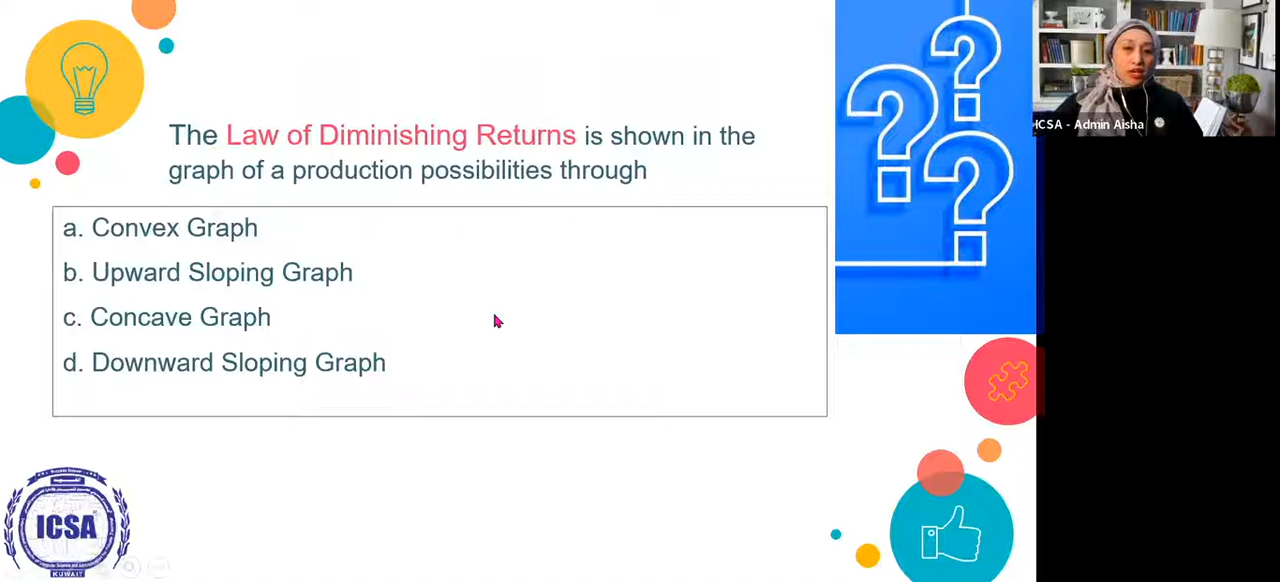 The Law of Diminishing Returns is shown in the
graph of a production possibilities through
a. Convex Graph
b. Upward Sloping Graph
c. Concave Graph
d. Downward Sloping Graph
ICSA - Admin Aisha
ICSA
KUWAIT